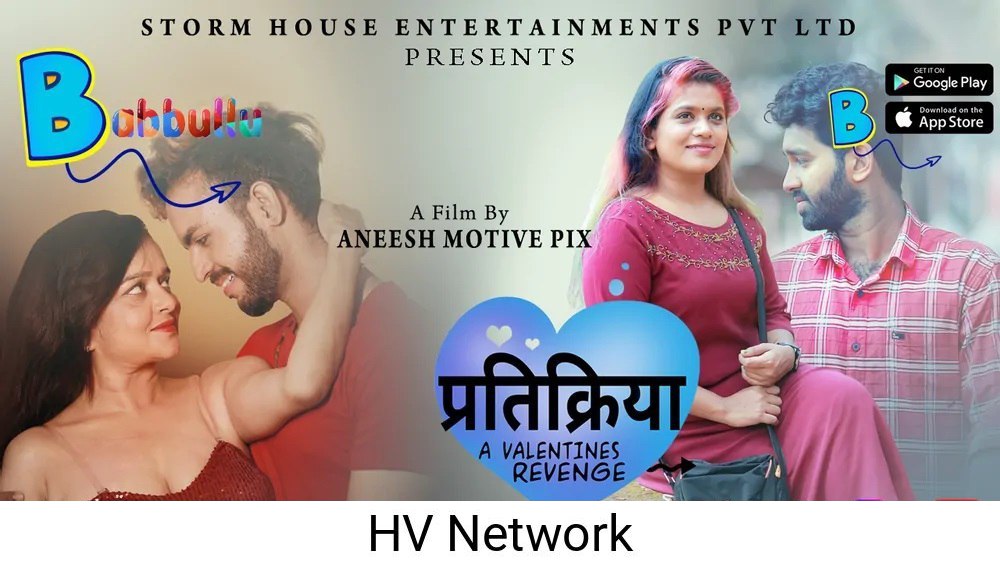 STORM HOUSE ENTERTAINMENTS PVT LTD
PRESENTS
Bahbullu
GET IT ON
Google Play
B
Download on the
App Store
A Film By
ANEESH MOTIVE PIX
प्रतिक्रिया
A VALENTINES
REVENGE
HV Network